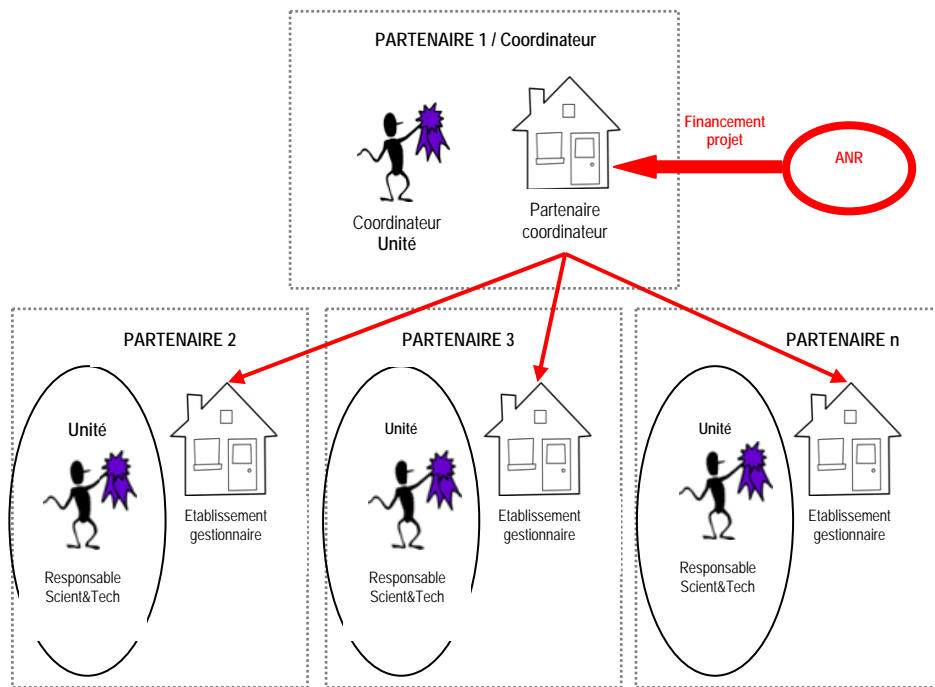 PARTENAIRE 1 / Coordinateur
Financement
projet
ANR
Coordinateur
Unité
Partenaire
coordinateur
PARTENAIRE 2
Unité
Responsable
Scient&Tech
Etablissement
gestionnaire
PARTENAIRE 3
Unité
Responsable
Scient&Tech
Etablissement
gestionnaire
PARTENAIRE n
Unité
Responsable
Scient&Tech
Etablissement
gestionnaire